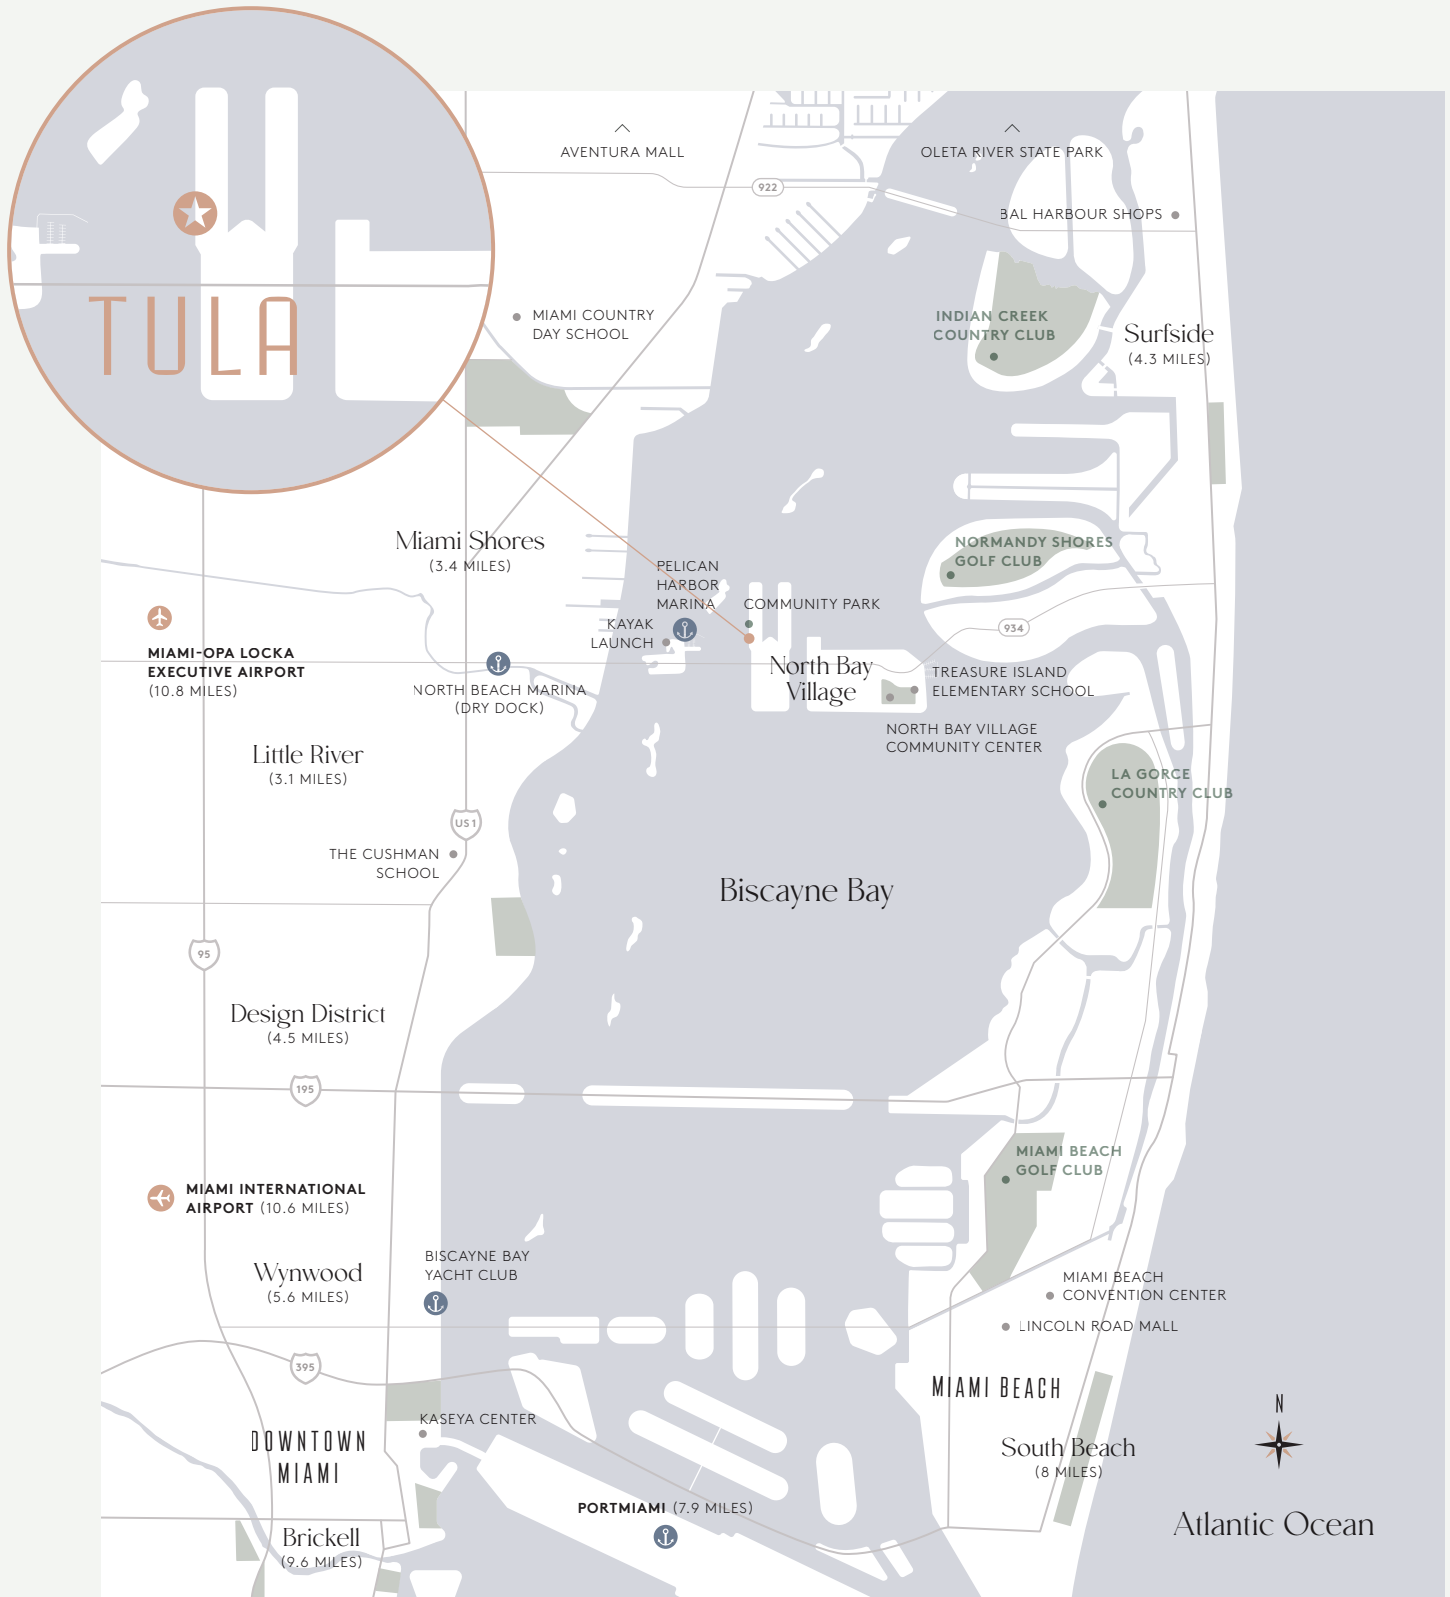 AVENTURA MALL
OLETA RIVER STATE PARK
922
BAL HARBOUR SHOPS
TULA
MIAMI COUNTRY
DAY SCHOOL
INDIAN CREEK
COUNTRY CLUB
Surfside
(4.3 MILES)
Miami Shores
(3.4 MILES)
NORMANDY SHORES
GOLF CLUB
PELICAN
HARBOR
MARINA
COMMUNITY PARK
KAYAK
LAUNCH
934
MIAMI-OPA LOCKA
EXECUTIVE AIRPORT
(10.8 MILES)
NORTH BEACH MARINA
(DRY DOCK)
North Bay
Village
TREASURE ISLAND
ELEMENTARY SCHOOL
NORTH BAY VILLAGE
COMMUNITY CENTER
Little River
(3.1 MILES)
LA GORCE
COUNTRY CLUB
US 1
THE CUSHMAN
SCHOOL
Biscayne Bay
95
Design District
(4.5 MILES)
195
MIAMI BEACH
GOLF CLUB
MIAMI INTERNATIONAL
AIRPORT (10.6 MILES)
BISCAYNE BAY
YACHT CLUB
Wynwood
(5.6 MILES)
MIAMI BEACH
CONVENTION CENTER
LINCOLN ROAD MALL
395
MIAMI BEACH
KASEYA CENTER
N
DOWNTOWN
MIAMI
South Beach
(8 MILES)
PORTMIAMI (7.9 MILES)
Atlantic Ocean
Brickell
(9.6 MILES)